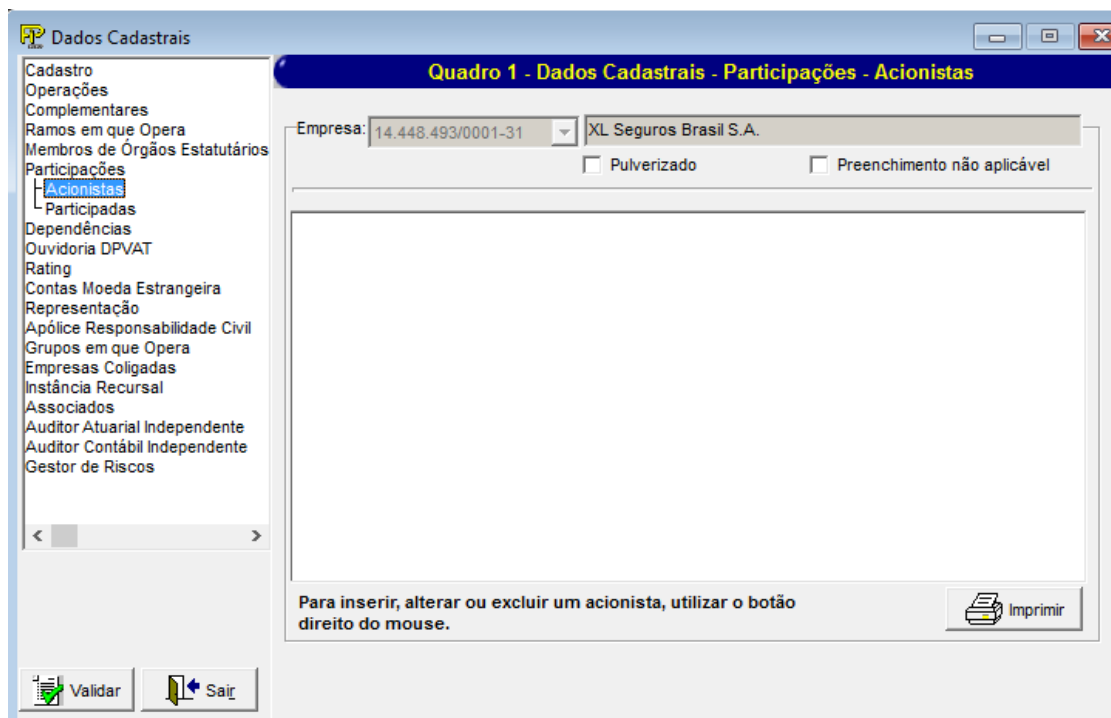 Dados Cadastrais
Cadastro
Operações
Complementares
Ramos em que Opera
Membros de Órgãos Estatutários
Participações
Acionistas
Participadas
Dependências
Ouvidoria DPVAT
Rating
Contas Moeda Estrangeira
Representação
Apólice Responsabilidade Civil
Grupos em que Opera
Empresas Coligadas
Instância Recursal
Associados
Auditor Atuarial Independente
Auditor Contábil Independente
Gestor de Riscos
Validar
Sair
Quadro 1 - Dados Cadastrais - Participações - Acionistas
Empresa: 14.448.493/0001-31 XL Seguros Brasil S.A.
Pulverizado Preenchimento não aplicável
Para inserir, alterar ou excluir um acionista, utilizar o botão
direito do mouse.
Imprimir